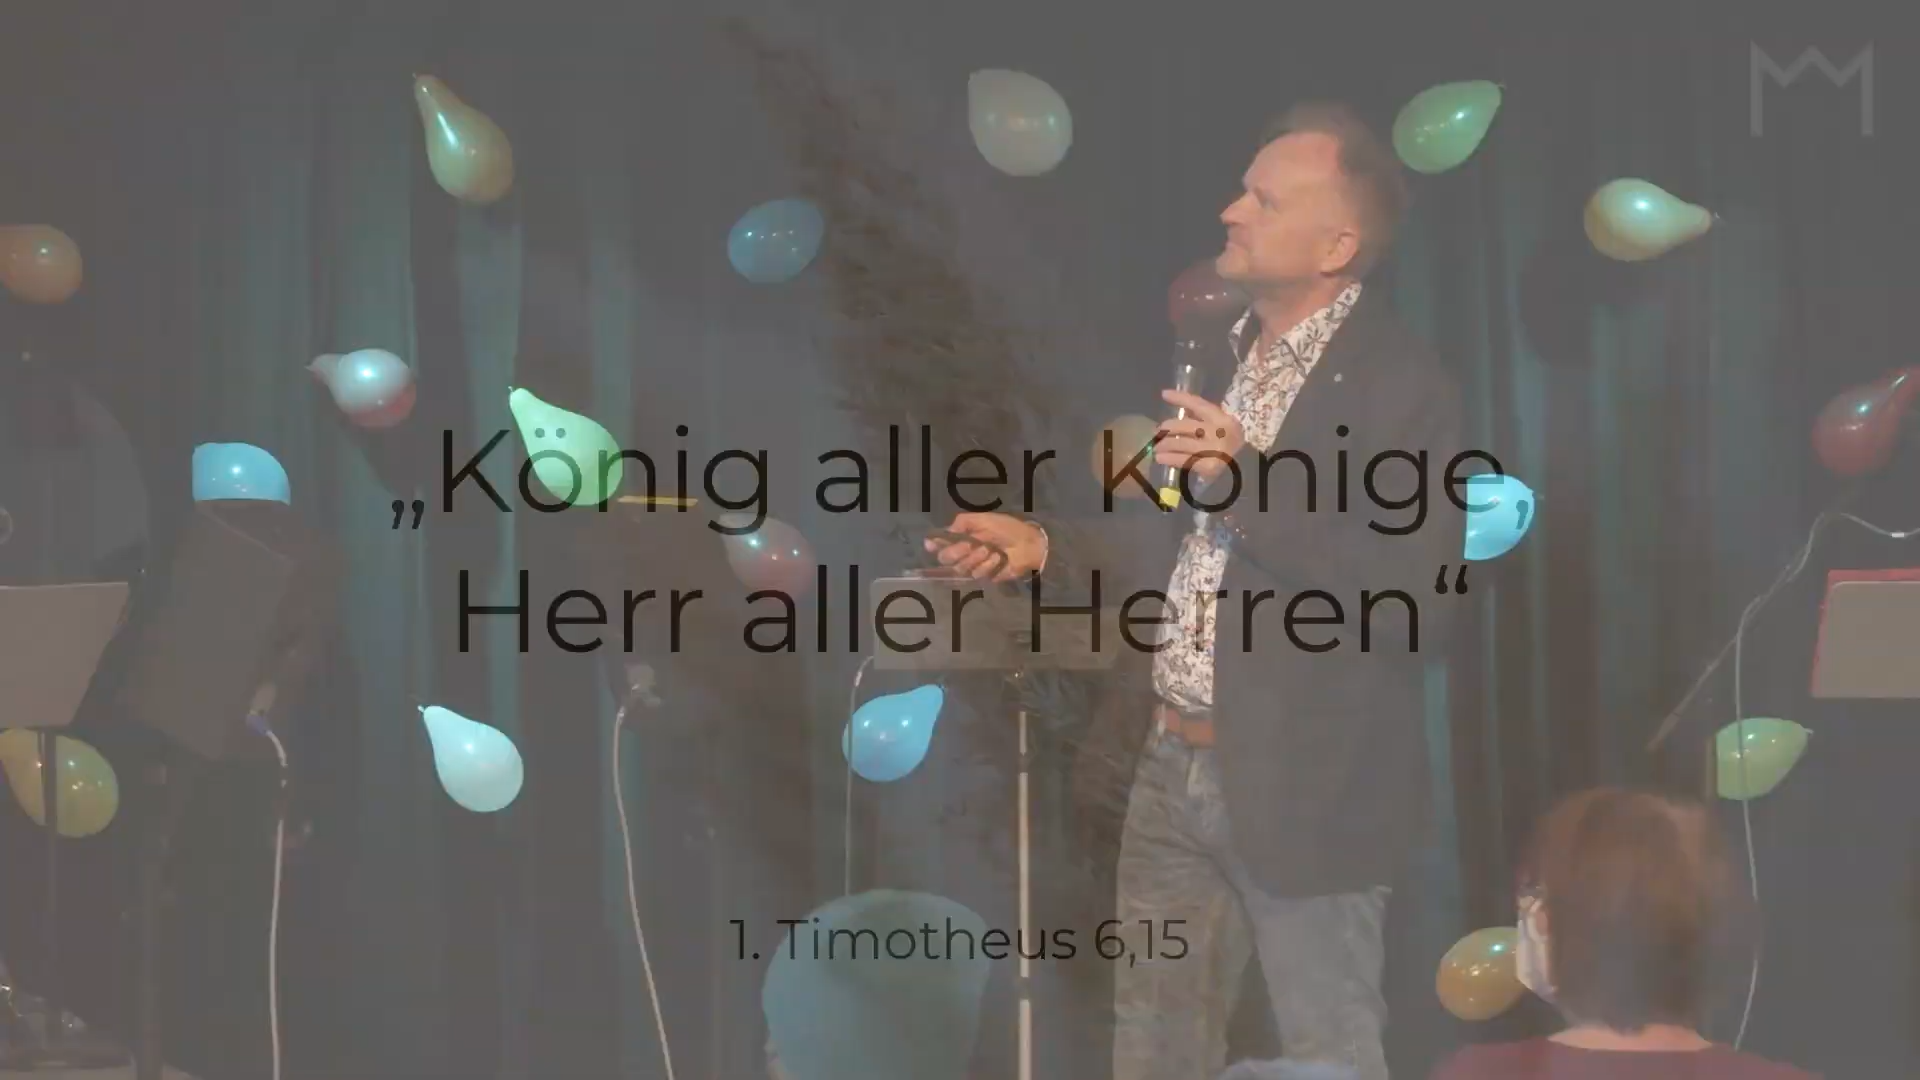 „König aller Könige,
Herr aller Herren“
1. Timotheus 6,15